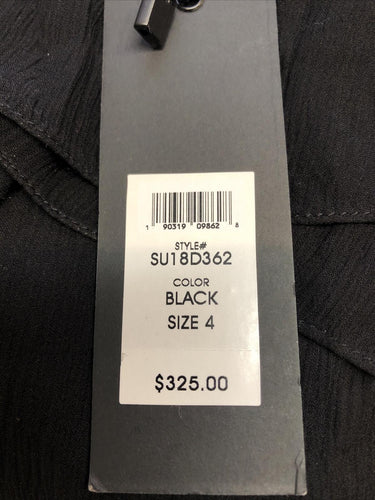 1 90319 09862 8
STYLE#
SU18D362
COLOR
BLACK
SIZE 4
$325.00